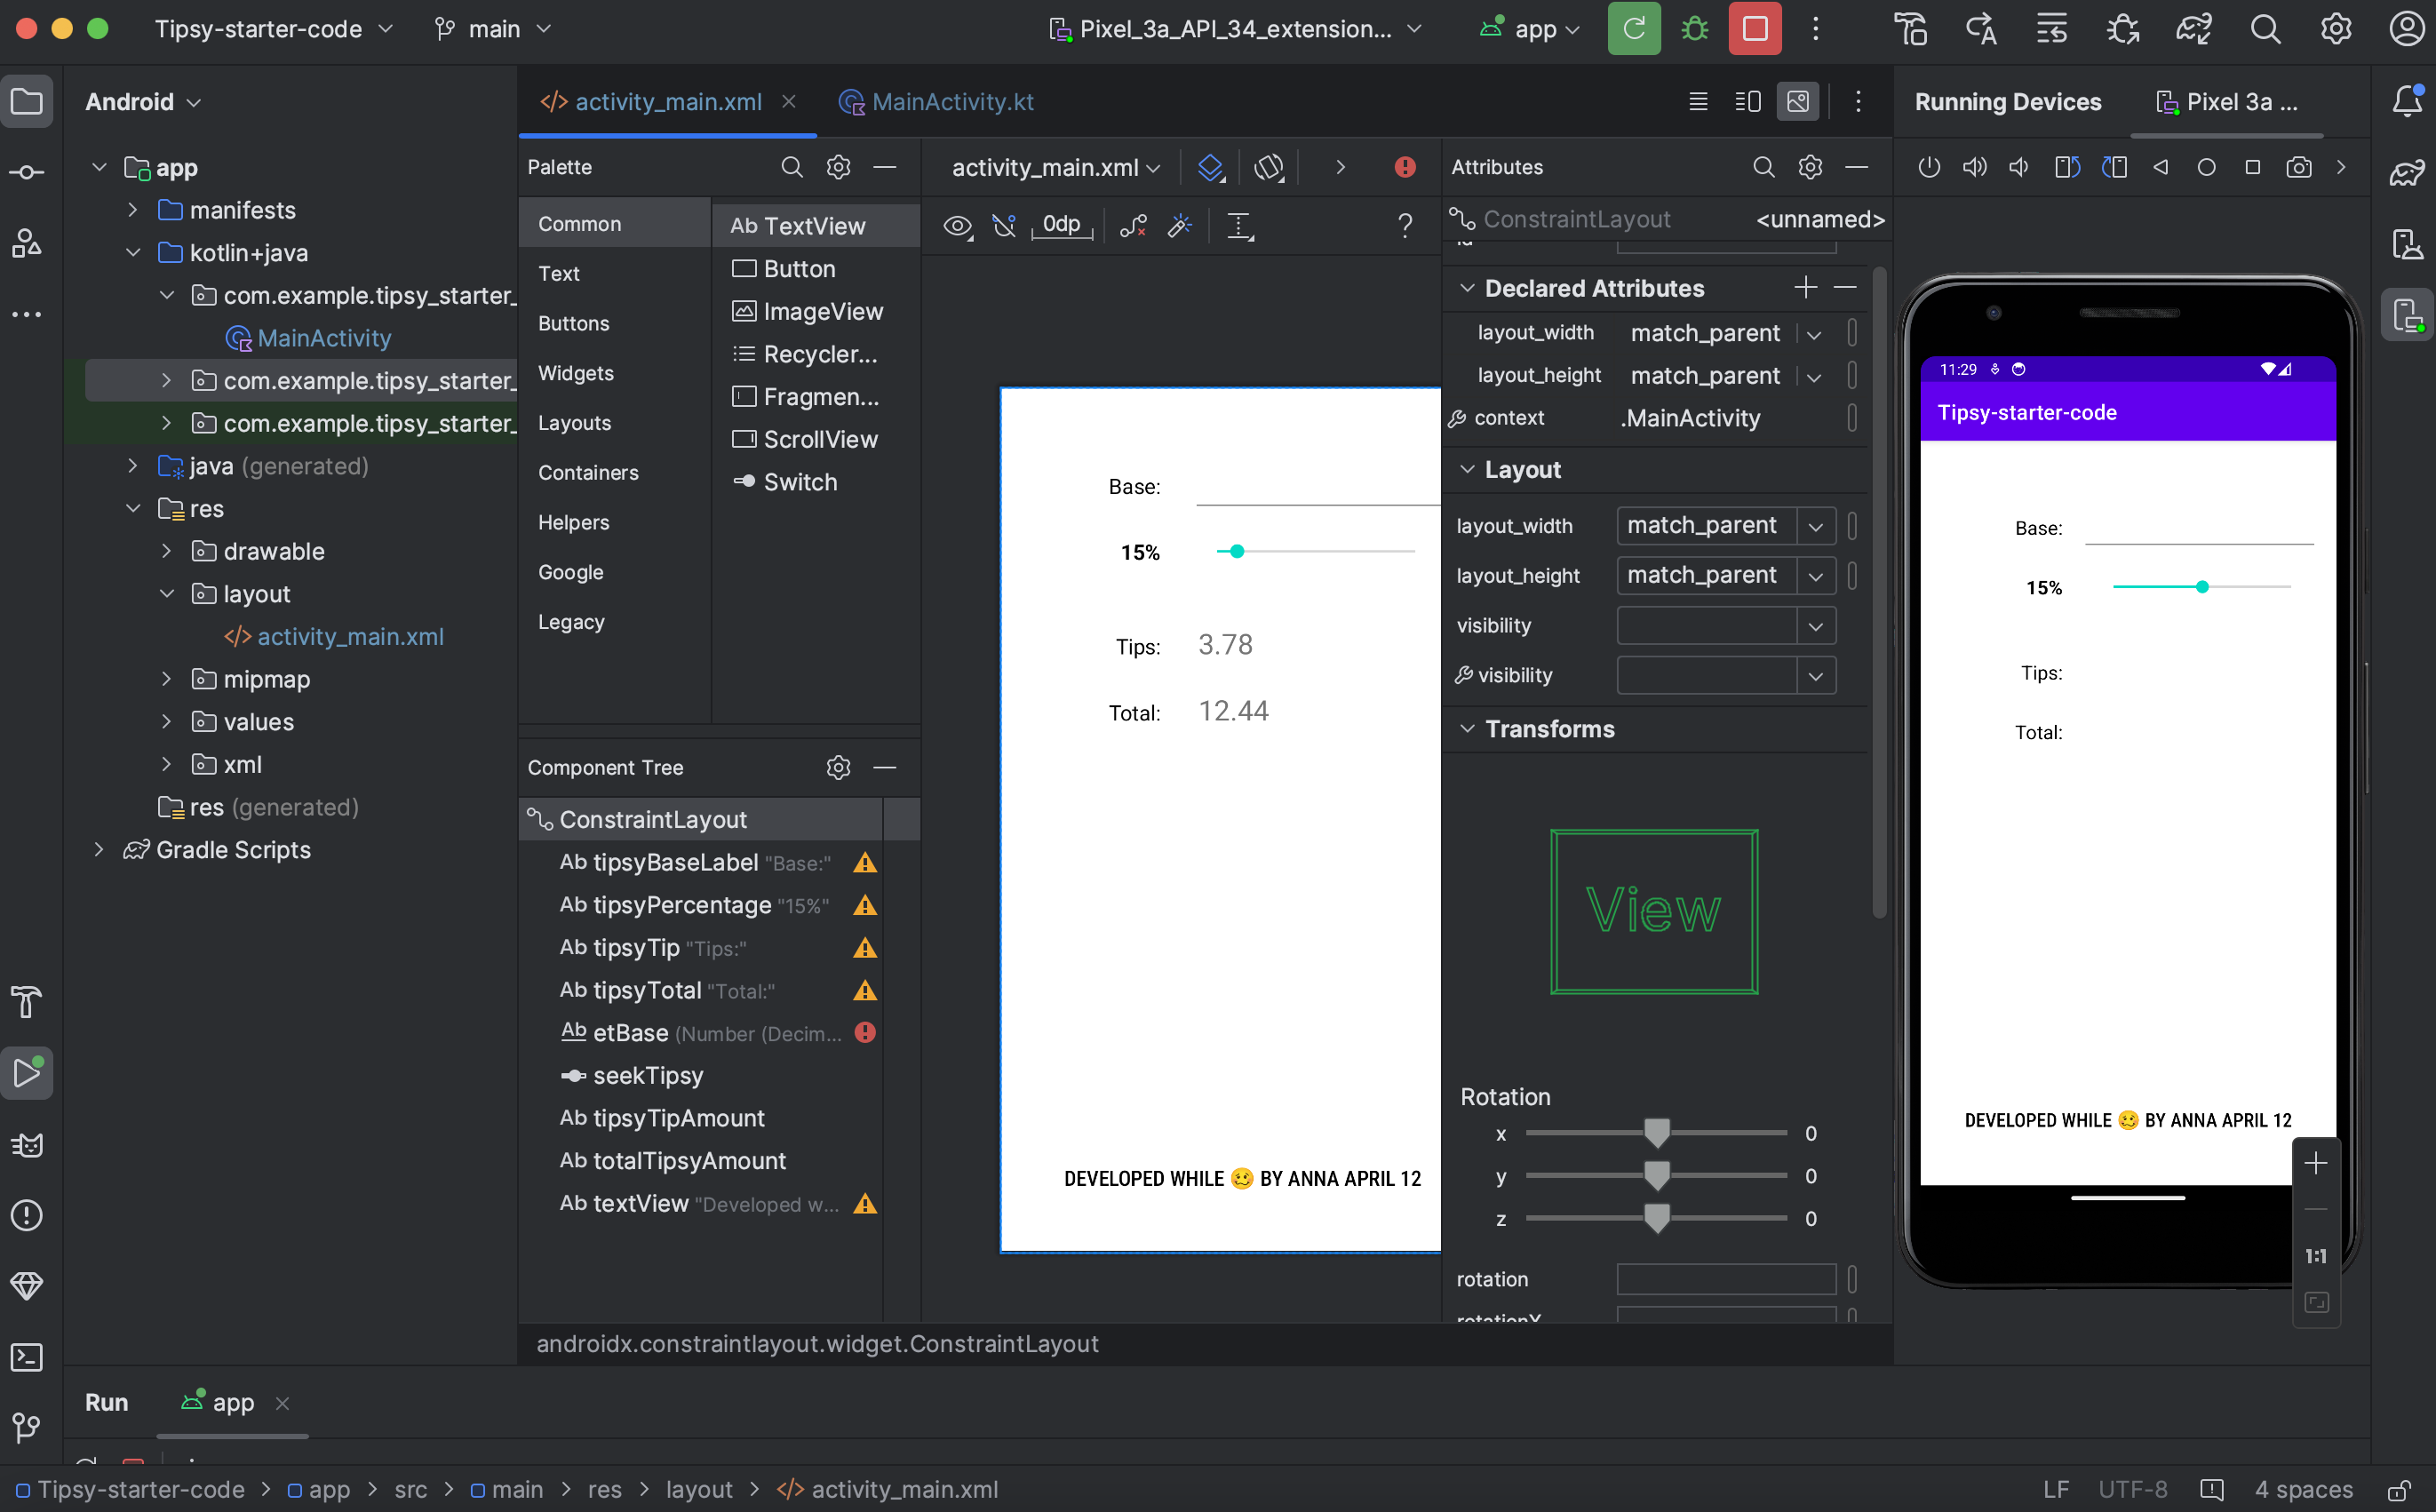 Tipsy-starter-code main Pixel_3a_API_34_extension... app
Android
app
manifests
kotlin+java
com.example.tipsy_starter_
MainActivity
com.example.tipsy_starter_
com.example.tipsy_starter_
java (generated)
res
drawable
layout
activity_main.xml
mipmap
values
xml
res (generated)
Gradle Scripts
activity_main.xml MainActivity.kt
Palette
Common
Text
Buttons
Widgets
Layouts
Containers
Helpers
Google
Legacy
Ab TextView
Button
ImageView
Recycler...
Fragmen...
ScrollView
Switch
Component Tree
ConstraintLayout
Ab tipsyBaseLabel "Base:"
Ab tipsyPercentage "15%"
Ab tipsyTip "Tips:"
Ab tipsyTotal "Total:"
Ab etBase (Number (Decim...
seekTipsy
Ab tipsyTipAmount
Ab totalTipsyAmount
Ab textView "Developed w...
activity_main.xml
0dp ?
Base:
15%
Tips: 3.78
Total: 12.44
DEVELOPED WHILE 🥴 BY ANNA APRIL 12
Attributes
ConstraintLayout <unnamed>
Declared Attributes
layout_width match_parent
layout_height match_parent
context .MainActivity
Layout
layout_width match_parent
layout_height match_parent
visibility
visibility
Transforms
View
Rotation
x 0
y 0
z 0
rotation
rotationX
androidx.constraintlayout.widget.ConstraintLayout
Running Devices Pixel 3a ...
11:29
Tipsy-starter-code
Base:
15%
Tips:
Total:
DEVELOPED WHILE 🥴 BY ANNA APRIL 12
1:1
Run app
Tipsy-starter-code > app > src > main > res > layout > activity_main.xml LF UTF-8 4 spaces